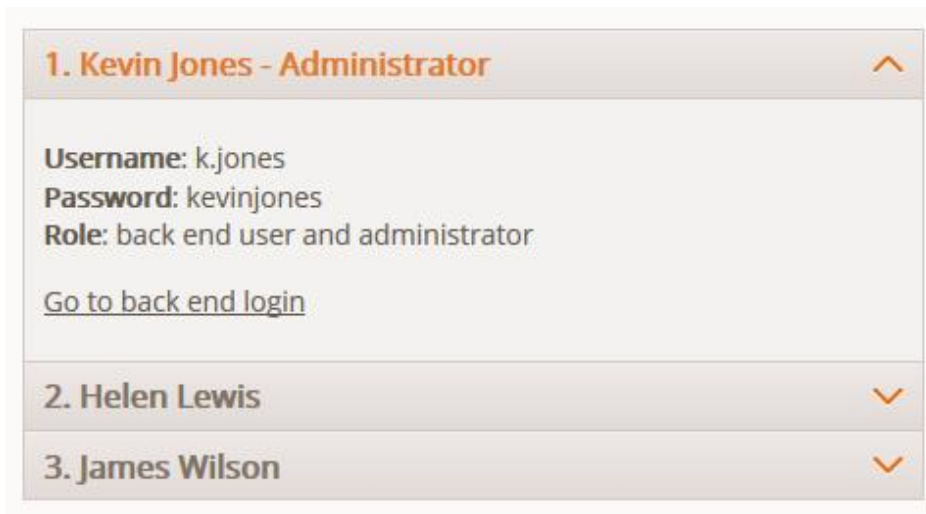 1. Kevin Jones - Administrator
Username: k.jones
Password: kevinjones
Role: back end user and administrator
Go to back end login
2. Helen Lewis
3. James Wilson